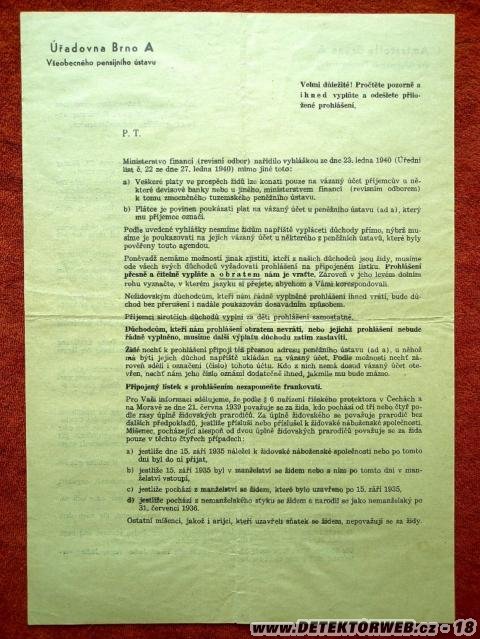 Úřadovna Brno A
Všeobecného pensijního ústavu
Velmi důležité! Pročtěte pozorně a
ihned vyplňte a odešlete přilo-
žené prohlášení.
P. T.
Ministerstvo financí (revisní odbor) nařídilo vyhláškou ze dne 23. ledna 1940 (Úřední
list č. 22 ze dne 27. ledna 1940) mimo jiné toto:
a) Veškeré platy ve prospěch židů lze konati pouze na vázaný účet příjemcův u ně-
které devisové banky nebo u jiného, ministerstvem financí (revisním odborem)
k tomu zmocněného tuzemského peněžního ústavu.
b) Plátce je povinen poukázati plat na vázaný účet u peněžního ústavu (ad a), který
mu příjemce označí.
Podle uvedené vyhlášky nesmíme židům napříště vypláceti důchody přímo, nýbrž mu-
síme je poukazovati na jejich vázaný účet u některého z peněžních ústavů, které byly
pověřeny touto agendou.
Poněvadž nemáme možnosti jinak zjistiti, kteří z našich důchodců jsou židy, musíme
ode všech svých důchodců vyžadovati prohlášení na připojeném lístku. Prohlášení
přesně a čitelně vyplňte a obratem nám je vraťte. Zároveň v jeho levém dolním
rohu vyznačte, v kterém jazyku si přejete, abychom s Vámi korespondovali.
Nežidovským důchodcům, kteří nám řádně vyplněné prohlášení ihned vrátí, bude dů-
chod bez přerušení i nadále poukazován dosavadním způsobem.
Příjemci sirotčích důchodů vyplní za děti prohlášení samostatně.
Důchodcům, kteří nám prohlášení obratem nevrátí, nebo jejichž prohlášení nebude
řádně vyplněno, musíme další výplatu důchodu zatím zastaviti.
Židé nechť k prohlášení připojí též přesnou adresu peněžního ústavu (ad a), u něhož
má býti jejich důchod napříště ukládán na vázaný účet. Podle možnosti nechť zá-
roveň sdělí i označení (číslo) tohoto účtu. Kdo z nich nemá dosud vázaný účet ote-
vřen, nechť nám jeho číslo oznámí dodatečně ihned, jakmile mu bude známo.
Připojený lístek s prohlášením nezapomeňte frankovati.
Pro Vaši informaci sdělujeme, že podle § 6 nařízení říšského protektora v Čechách a
na Moravě ze dne 21. června 1939 považuje se za žida, kdo pochází od tří nebo čtyř po-
dle rasy úplně židovských prarodičů. Za úplně židovského se považuje prarodič bez
dalších předpokladů, jestliže přísluší nebo příslušel k židovské náboženské společnosti.
Míšenec, pocházející alespoň od dvou úplně židovských prarodičů považuje se za žida
pouze v těchto čtyřech případech:
a) jestliže dne 15. září 1935 náležel k židovské náboženské společnosti nebo po tomto
dni byl do ní přijat,
b) jestliže dne 15. září 1935 byl v manželství se židem nebo s ním po tomto dni v man-
želství vstoupil,
c) jestliže pochází z manželství se židem, které bylo uzavřeno po 15. září 1935,
d) jestliže pochází z nemanželského styku se židem a narodil se jako nemanželský po
31. červenci 1936.
Ostatní míšenci, jakož i arijci, kteří uzavřeli sňatek se židem, nepovažují se za židy.
www.DETEKTORWEB.cz - 18